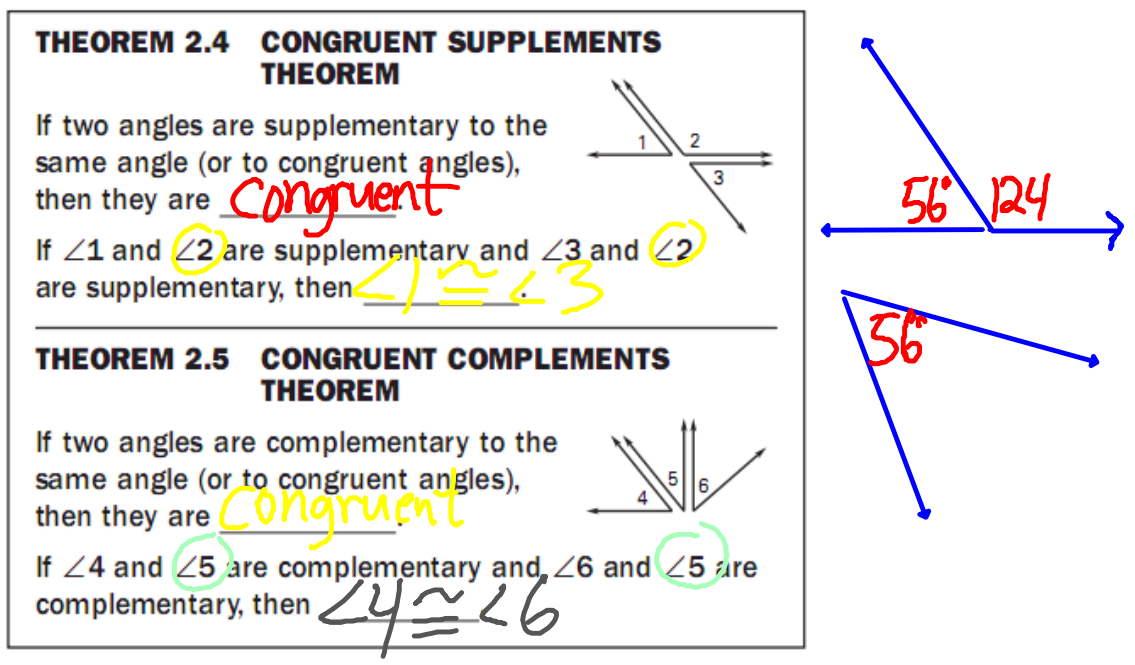 THEOREM 2.4 CONGRUENT SUPPLEMENTS
THEOREM
If two angles are supplementary to the
same angle (or to congruent angles),
then they are congruent.
1 2
3
If ∠1 and ∠2 are supplementary and ∠3 and ∠2
are supplementary, then ∠1 ≅ ∠3.
THEOREM 2.5 CONGRUENT COMPLEMENTS
THEOREM
If two angles are complementary to the
same angle (or to congruent angles),
then they are congruent.
4 5 6
If ∠4 and ∠5 are complementary and ∠6 and ∠5 are
complementary, then ∠4 ≅ ∠6
56° 124
56°